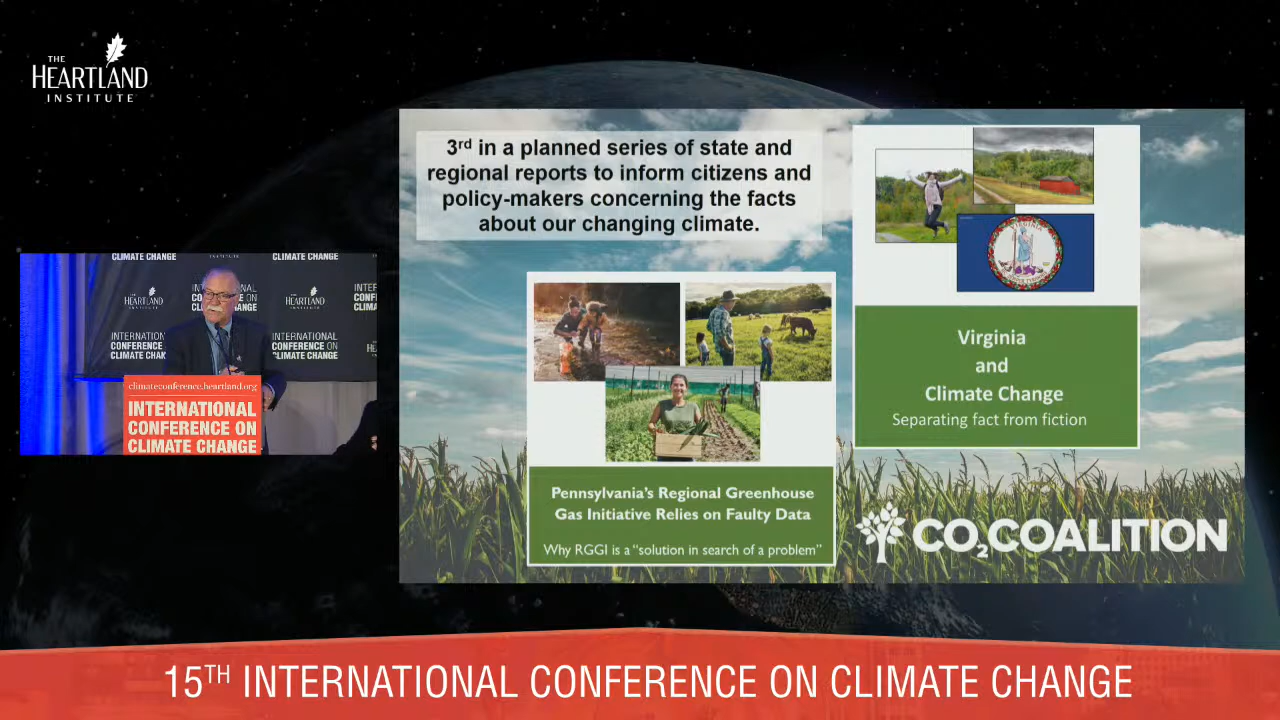 THE
HEARTLAND
INSTITUTE
3rd in a planned series of state and
regional reports to inform citizens and
policy-makers concerning the facts
about our changing climate.
Virginia
and
Climate Change
Separating fact from fiction
Pennsylvania's Regional Greenhouse
Gas Initiative Relies on Faulty Data
Why RGGI is a "solution in search of a problem"
CO2COALITION
CLIMATE CHANGE
CLIMATE CHANGE
HEARTLAND
HEARTLAND
INTERNATIONAL
CONFERENCE ON
CLIMATE CHANGE
climateconference.heartland.org
INTERNATIONAL
CONFERENCE ON
CLIMATE CHANGE
15TH INTERNATIONAL CONFERENCE ON CLIMATE CHANGE